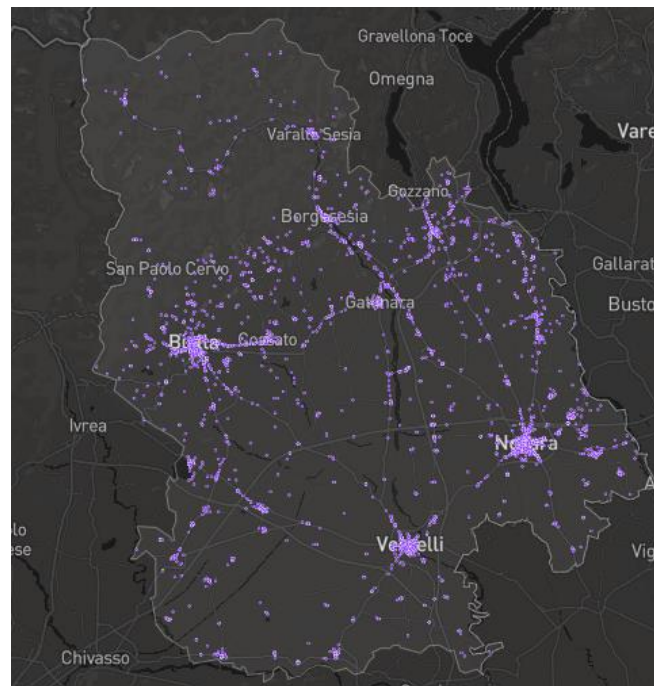 Gravellona Toce
Omegna
Varallo Sesia
Vare
Gozzano
Borgosesia
San Paolo Cervo
Gallarat
Gattinara
Busto
Biella
Cossato
Ivrea
Novara
A
Vercelli
Vig
ese
Chivasso